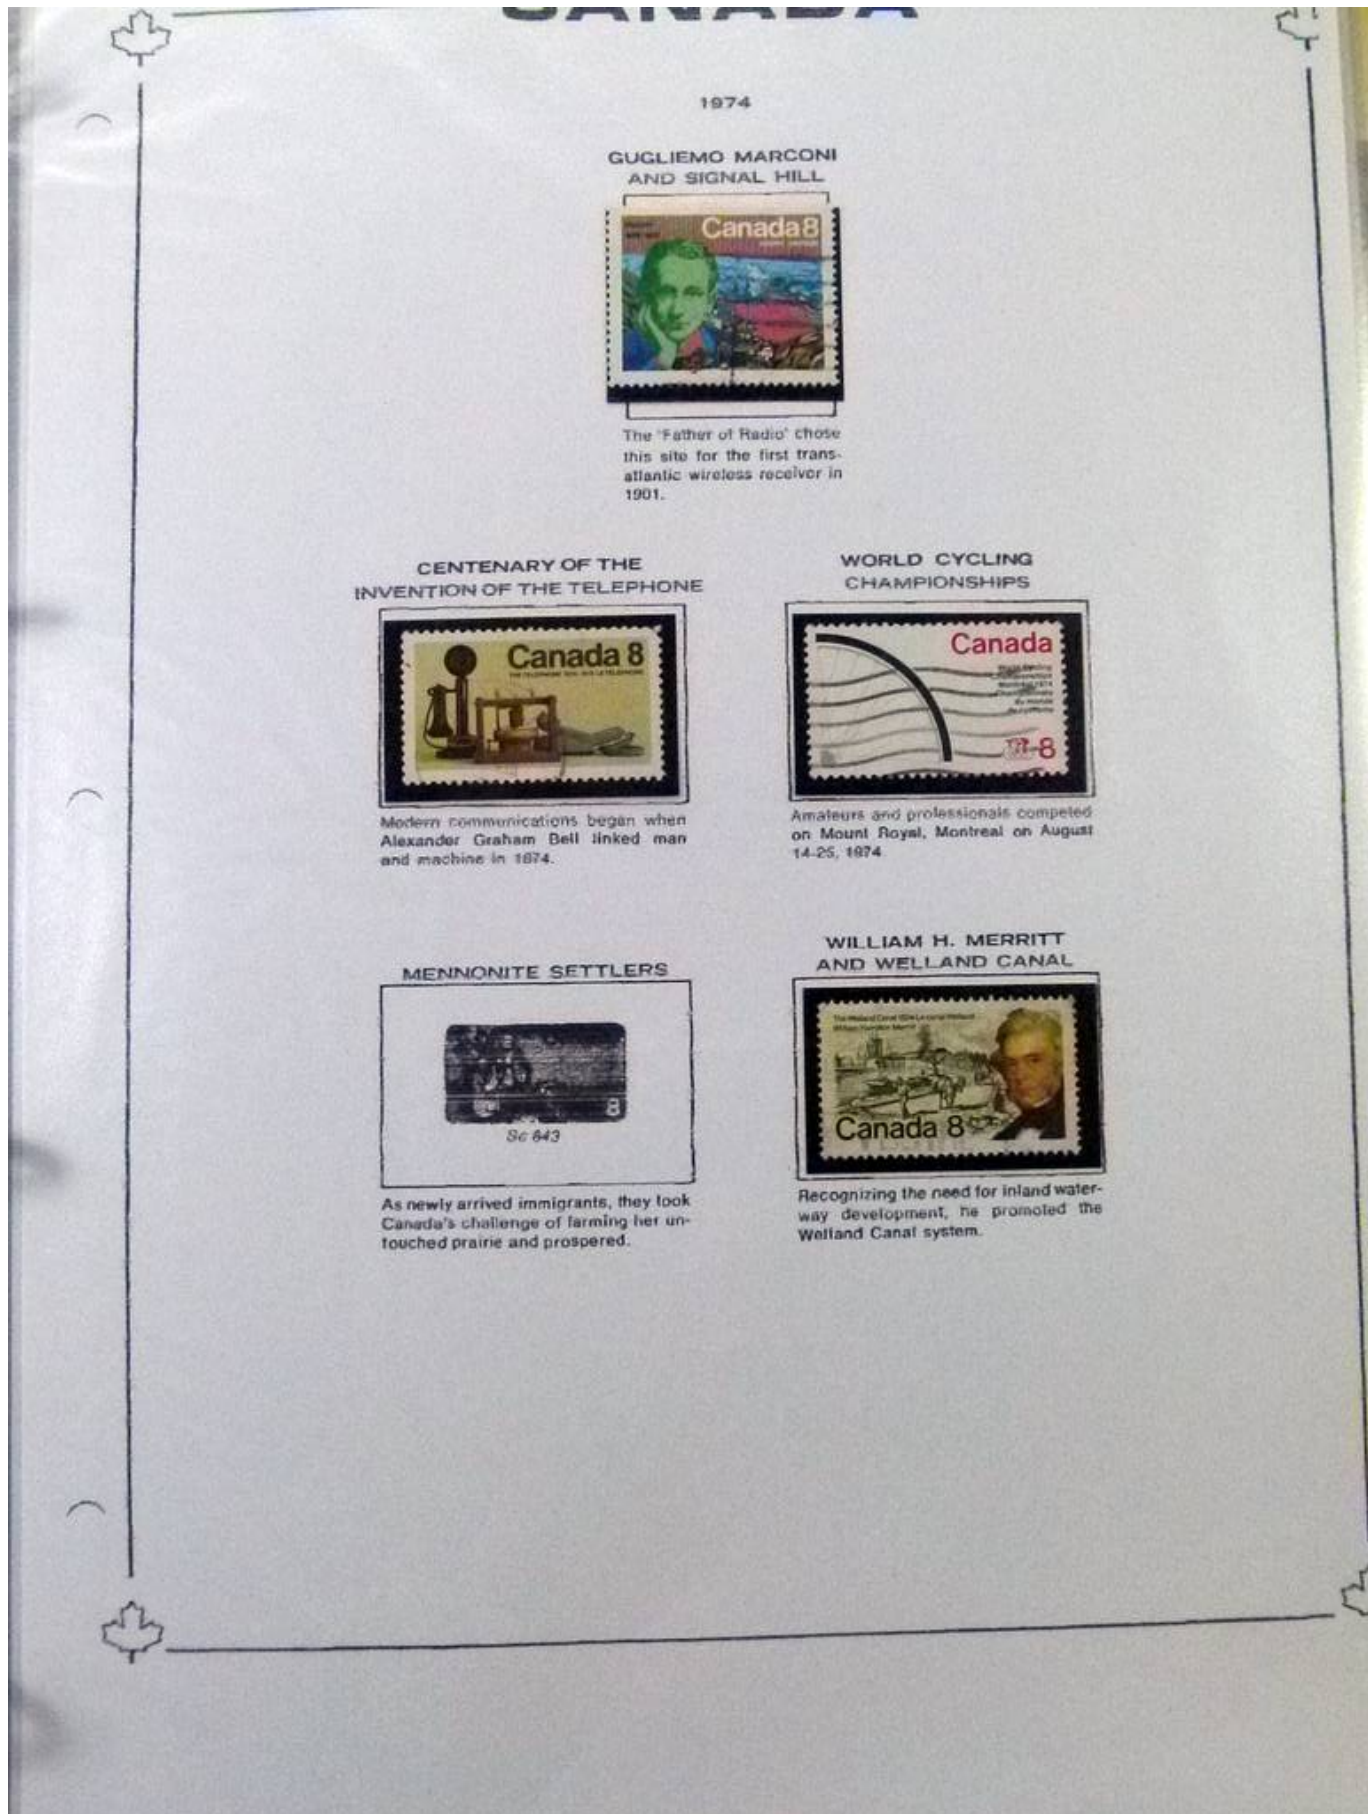 CANADA
1974
GUGLIEMO MARCONI
AND SIGNAL HILL
Canada 8
The 'Father of Radio' chose
this site for the first trans-
atlantic wireless receiver in
1901.
CENTENARY OF THE
INVENTION OF THE TELEPHONE
Canada 8
Modern communications began when
Alexander Graham Bell linked man
and machine in 1874.
WORLD CYCLING
CHAMPIONSHIPS
Canada
8
Amateurs and professionals competed
on Mount Royal, Montreal on August
14-25, 1974.
MENNONITE SETTLERS
8
Sc 643
As newly arrived immigrants, they took
Canada's challenge of farming her un-
touched prairie and prospered.
WILLIAM H. MERRITT
AND WELLAND CANAL
Canada 8
Recognizing the need for inland water-
way development, he promoted the
Welland Canal system.